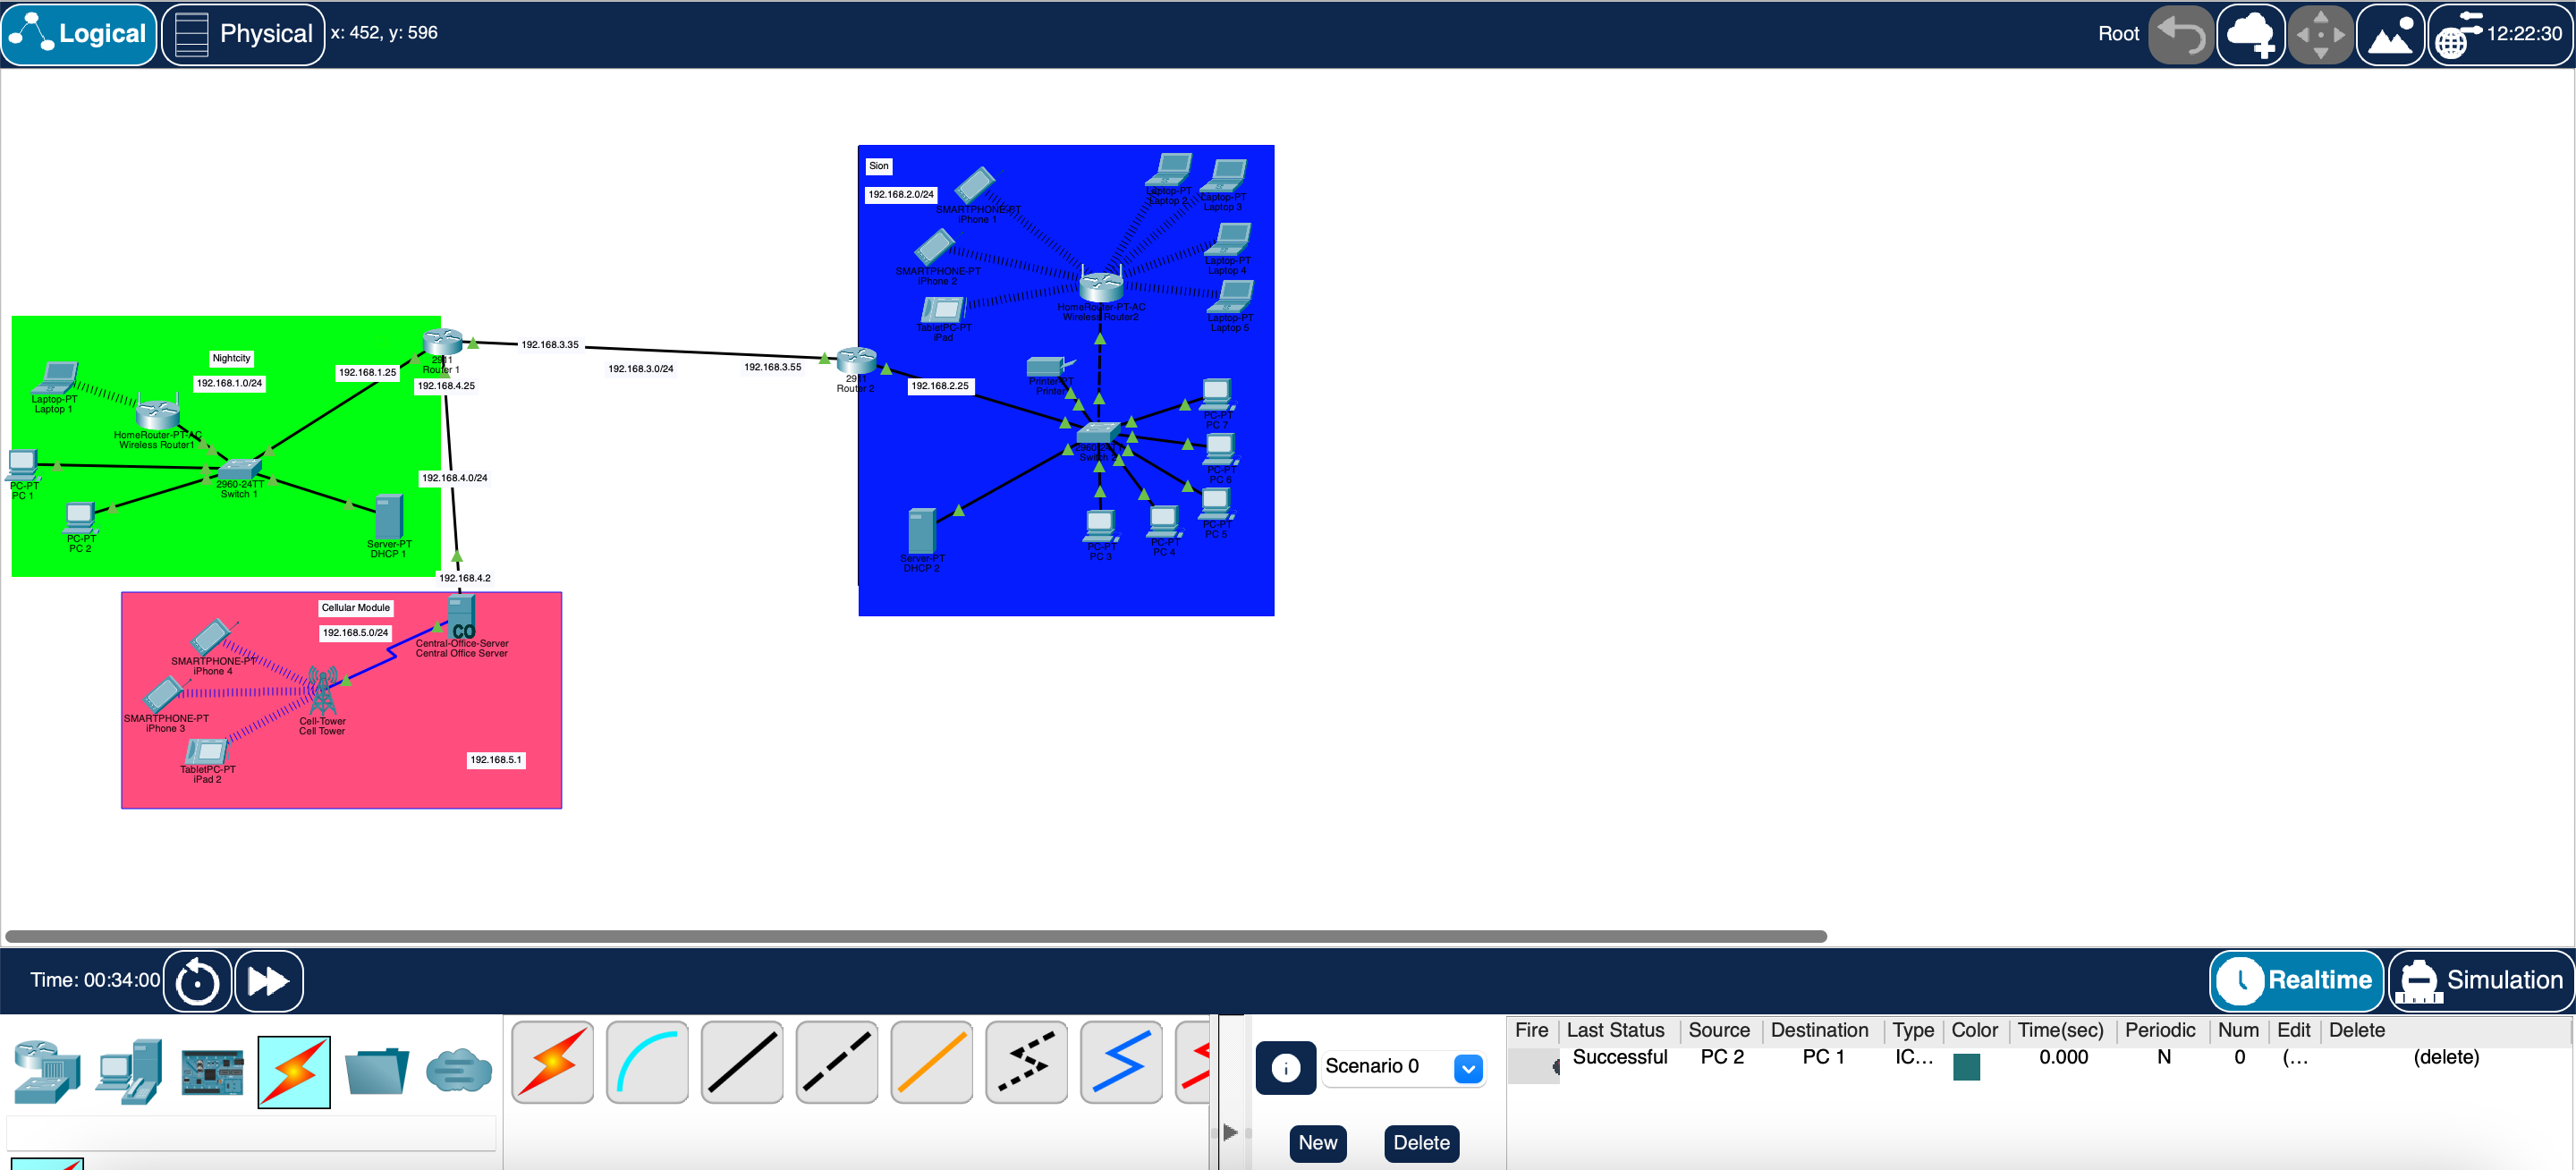 Logical
Physical
x: 452, y: 596
Root
12:22:30
Sion
192.168.2.0/24
SMARTPHONE-PT
iPhone 1
Laptop-PT
Laptop 2
Laptop-PT
Laptop 3
SMARTPHONE-PT
iPhone 2
Laptop-PT
Laptop 4
TabletPC-PT
iPad
HomeRouter-PT-AC
Wireless Router2
Laptop-PT
Laptop 5
Nightcity
192.168.1.0/24
192.168.1.25
2911
Router 1
192.168.4.25
192.168.3.35
192.168.3.0/24
192.168.3.55
2911
Router 2
192.168.2.25
Printer-PT
Printer
PC-PT
PC 7
Laptop-PT
Laptop 1
HomeRouter-PT-AC
Wireless Router1
2960-24TT
Switch 1
PC-PT
PC 1
PC-PT
PC 2
Server-PT
DHCP 1
192.168.4.0/24
192.168.4.2
Switch
PC-PT
PC 6
PC-PT
PC 5
PC-PT
PC 4
PC-PT
PC 3
Server-PT
DHCP 2
Cellular Module
192.168.5.0/24
CO
Central-Office-Server
Central Office Server
SMARTPHONE-PT
iPhone 4
SMARTPHONE-PT
iPhone 3
Cell-Tower
Cell Tower
TabletPC-PT
iPad 2
192.168.5.1
Time: 00:34:00
Realtime
Simulation
Scenario 0
New
Delete
Fire Last Status Source Destination Type Color Time(sec) Periodic Num Edit Delete
Successful PC 2 PC 1 IC... 0.000 N 0 (... (delete)